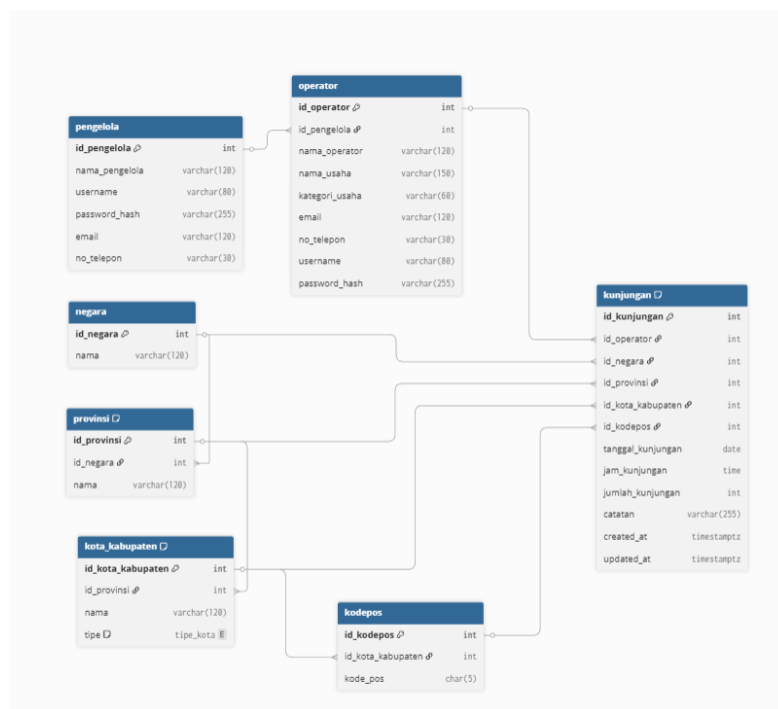 operator
id_operator int
id_pengelola int
nama_operator varchar(120)
nama_usaha varchar(150)
kategori_usaha varchar(60)
email varchar(120)
no_telepon varchar(30)
username varchar(80)
password_hash varchar(255)
pengelola
id_pengelola int
nama_pengelola varchar(120)
username varchar(80)
password_hash varchar(255)
email varchar(120)
no_telepon varchar(30)
negara
id_negara int
nama varchar(120)
provinsi
id_provinsi int
id_negara int
nama varchar(120)
kota_kabupaten
id_kota_kabupaten int
id_provinsi int
nama varchar(120)
tipe tipe_kota E
kodepos
id_kodepos int
id_kota_kabupaten int
kode_pos char(5)
kunjungan
id_kunjungan int
id_operator int
id_negara int
id_provinsi int
id_kota_kabupaten int
id_kodepos int
tanggal_kunjungan date
jam_kunjungan time
jumlah_kunjungan int
catatan varchar(255)
created_at timestamptz
updated_at timestamptz